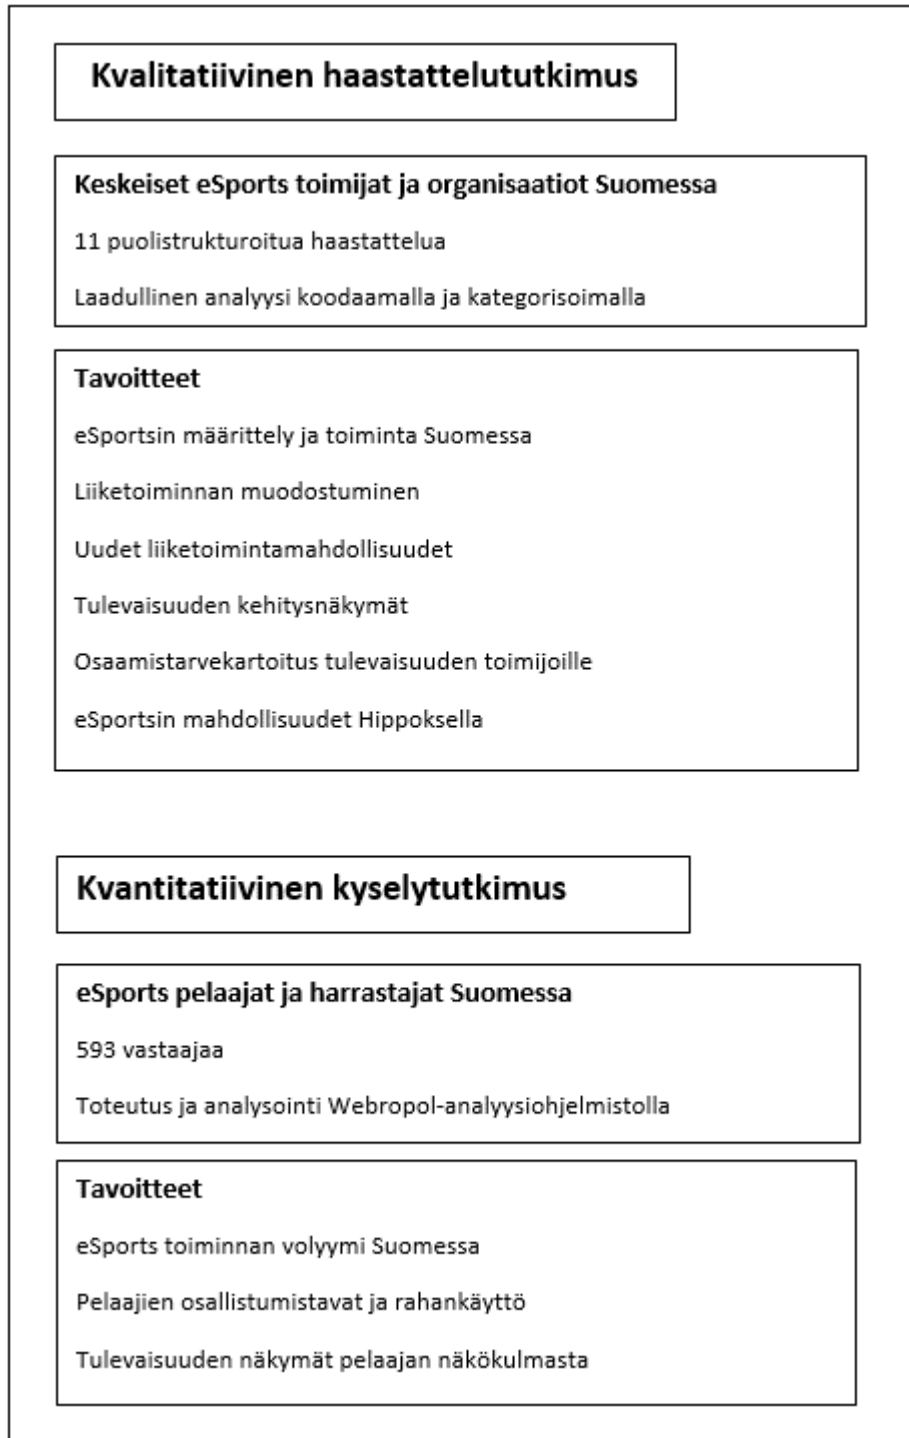 Kvalitatiivinen haastattelututkimus
Keskeiset eSports toimijat ja organisaatiot Suomessa
11 puolistrukturoitua haastattelua
Laadullinen analyysi koodaamalla ja kategorisoimalla
Tavoitteet
eSportsin määrittely ja toiminta Suomessa
Liiketoiminnan muodostuminen
Uudet liiketoimintamahdollisuudet
Tulevaisuuden kehitysnäkymät
Osaamistarvekartoitus tulevaisuuden toimijoille
eSportsin mahdollisuudet Hippoksella
Kvantitatiivinen kyselytutkimus
eSports pelaajat ja harrastajat Suomessa
593 vastaajaa
Toteutus ja analysointi Webropol-analyysiohjelmistolla
Tavoitteet
eSports toiminnan volyymi Suomessa
Pelaajien osallistumistavat ja rahankäyttö
Tulevaisuuden näkymät pelaajan näkökulmasta